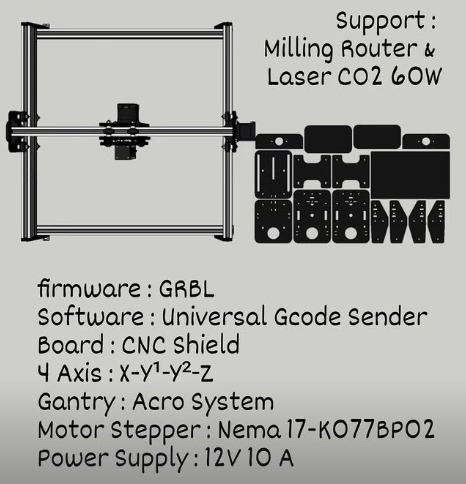 Support :
Milling Router &
Laser CO2 60W
firmware : GRBL
Software : Universal Gcode Sender
Board : CNC Shield
4 Axis : X-Y¹-Y²-Z
Gantry : Acro System
Motor Stepper : Nema 17-KO77BPO2
Power Supply : 12V 10 A